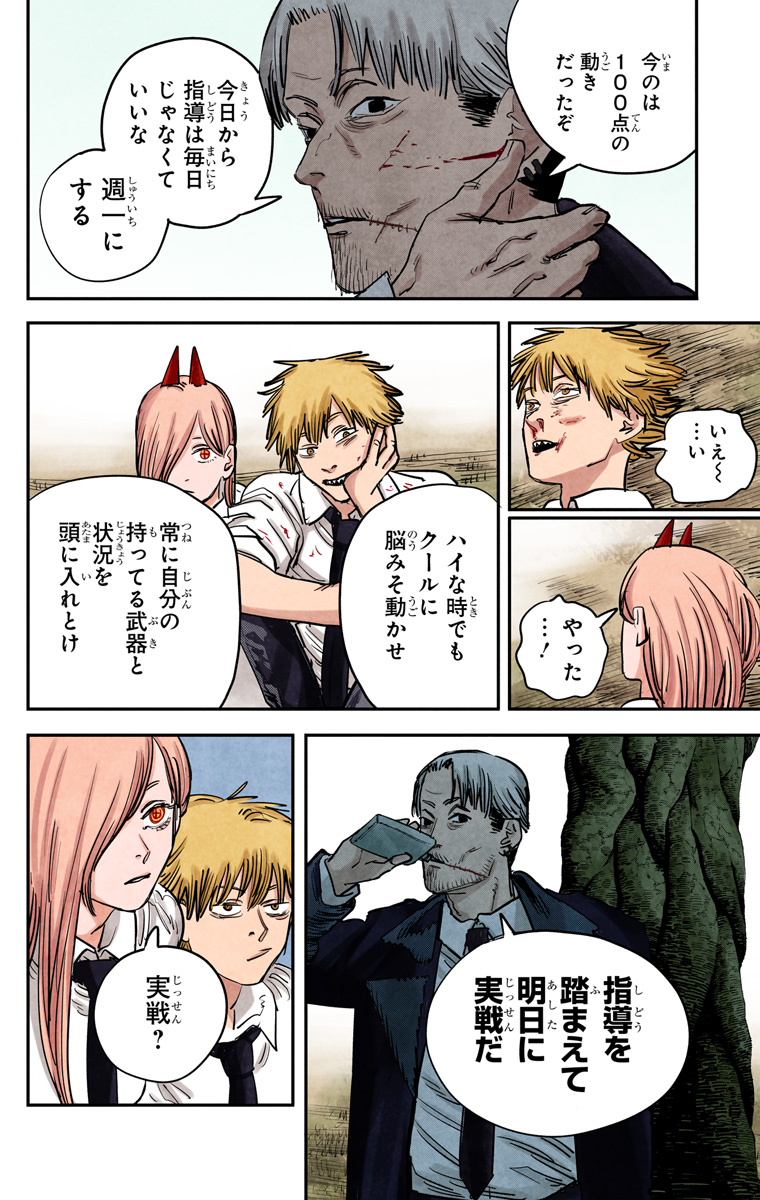 今のは
100点の
動き
だったぞ
今日から
指導は毎日
じゃなくて
いいな
週一に
する
いえ〜
…い
やった
…！
ハイな時でも
クールに
脳みそ動かせ
常に自分の
持ってる武器と
状況を
頭に入れとけ
指導を
踏まえて
明日に
実戦だ
実戦？